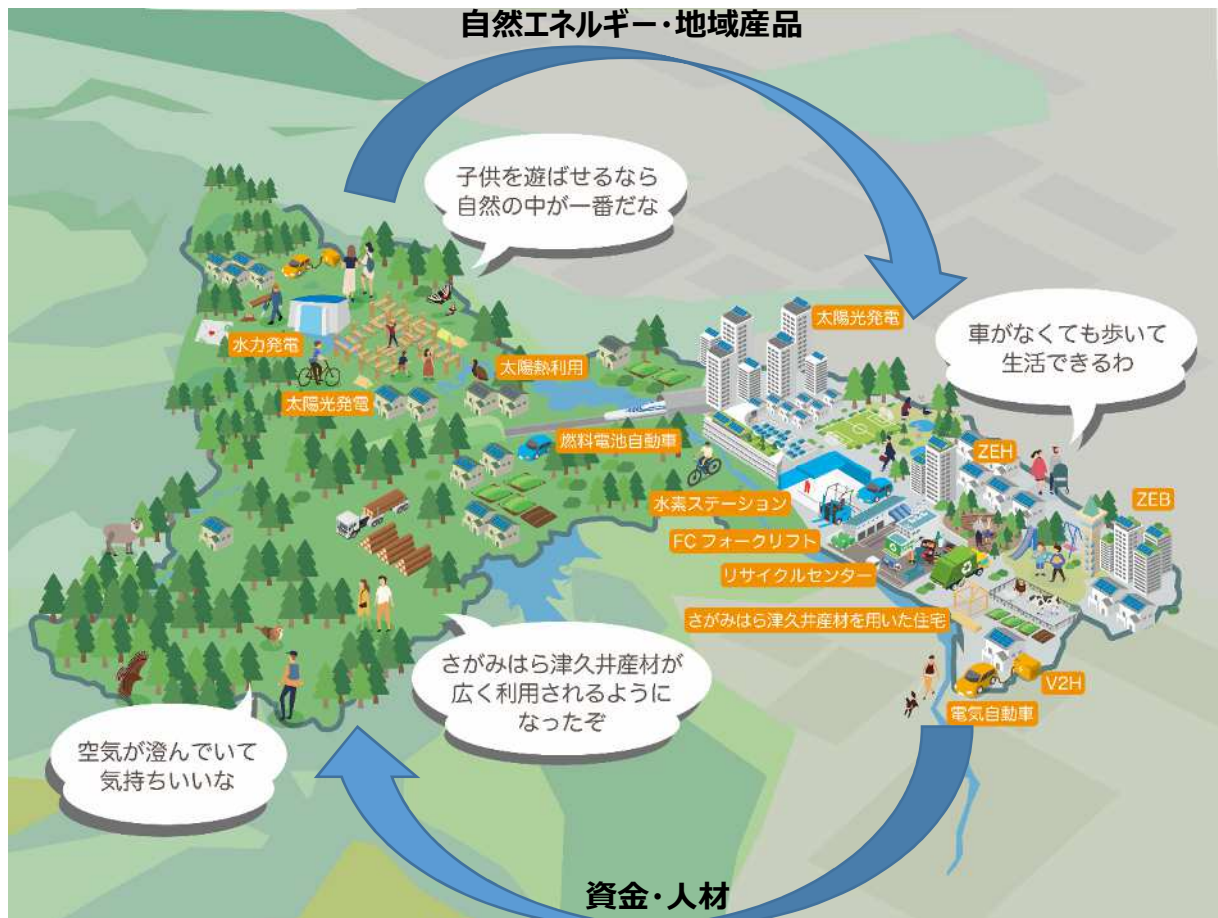 自然エネルギー・地域産品
子供を遊ばせるなら
自然の中が一番だな
太陽光発電
車がなくても歩いて
生活できるわ
水力発電
太陽熱利用
太陽光発電
燃料電池自動車
ZEH
ZEB
水素ステーション
FCフォークリフト
リサイクルセンター
さがみはら津久井産材を用いた住宅
さがみはら津久井産材が
広く利用されるように
なったぞ
V2H
電気自動車
空気が澄んでいて
気持ちいいな
資金・人材